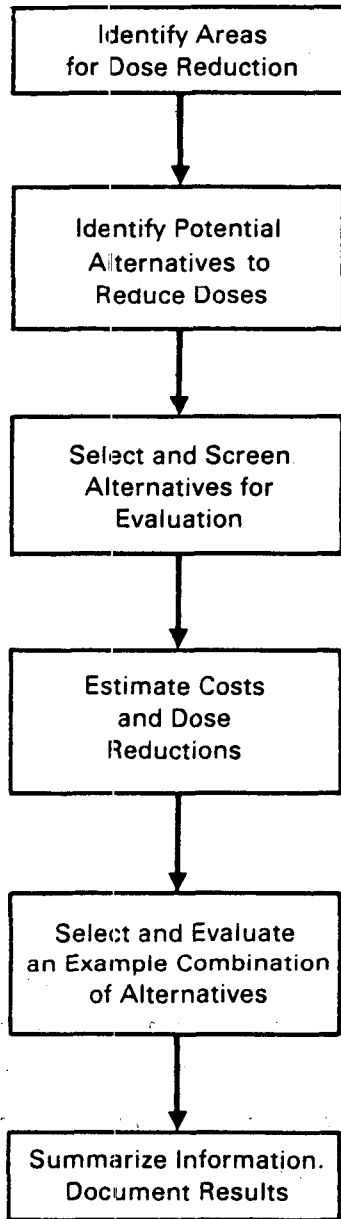 Identify Areas
for Dose Reduction
Identify Potential
Alternatives to
Reduce Doses
Select and Screen
Alternatives for
Evaluation
Estimate Costs
and Dose
Reductions
Select and Evaluate
an Example Combination
of Alternatives
Summarize Information.
Document Results